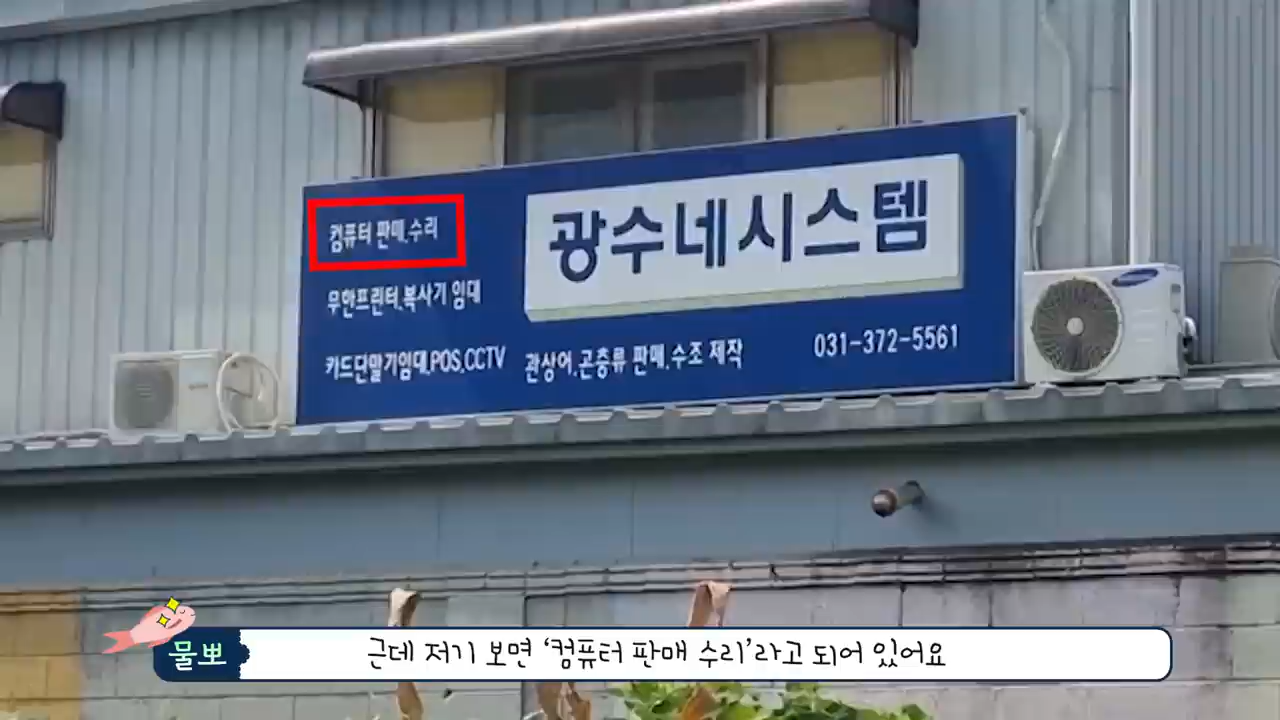 컴퓨터 판매.수리
광수네시스템
무한프린터.복사기 임대
카드단말기임대.POS.CCTV
관상어.곤충류 판매.수조 제작
031-372-5561
SAMSUNG
물뽀
근데 저기 보면 ‘컴퓨터 판매 수리’라고 되어 있어요